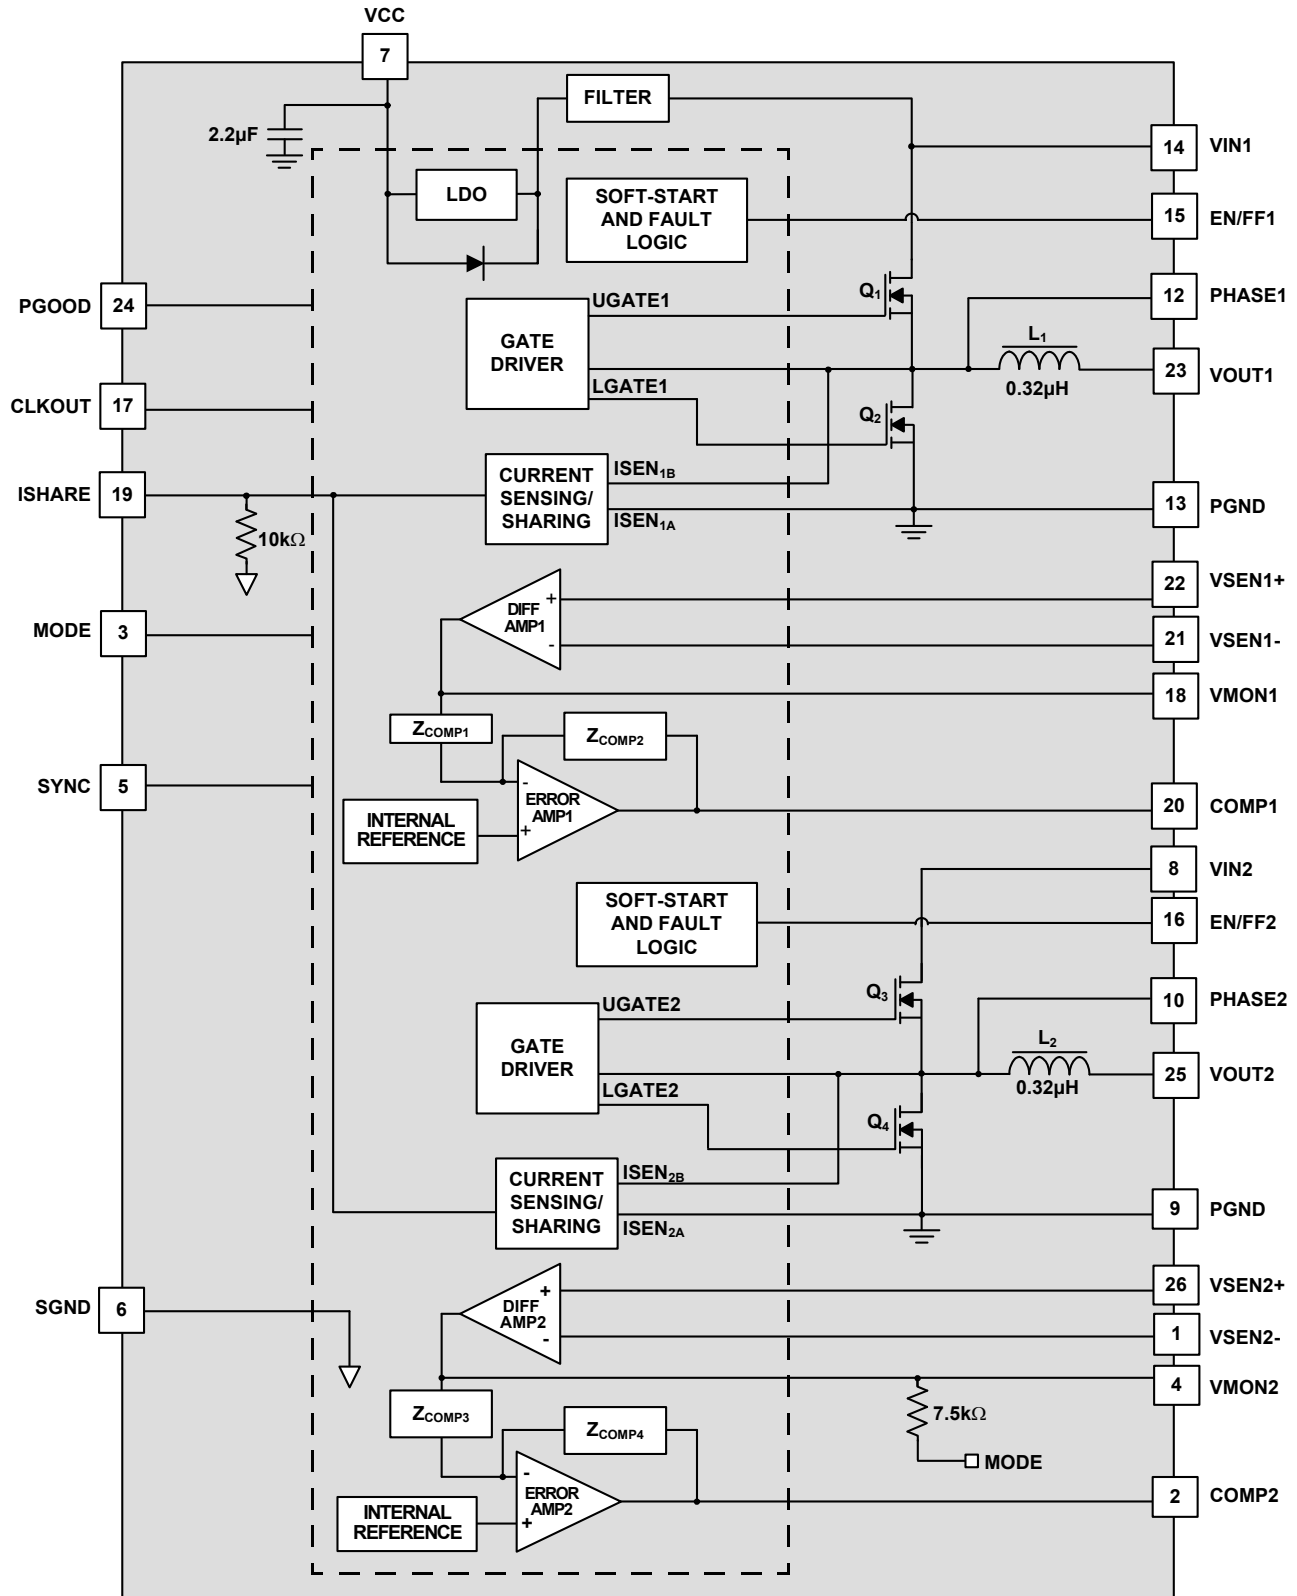 VCC
7
FILTER
2.2µF
14 VIN1
LDO
SOFT-START
AND FAULT
LOGIC
15 EN/FF1
PGOOD 24
UGATE1
Q1
12 PHASE1
GATE
DRIVER
L1
0.32µH
23 VOUT1
LGATE1
Q2
CLKOUT 17
ISHARE 19
CURRENT
SENSING/
SHARING
ISEN1B
ISEN1A
13 PGND
10kΩ
22 VSEN1+
MODE 3
DIFF
AMP1
+
-
21 VSEN1-
18 VMON1
ZCOMP1
ZCOMP2
SYNC 5
-
ERROR
AMP1
+
INTERNAL
REFERENCE
20 COMP1
8 VIN2
SOFT-START
AND FAULT
LOGIC
16 EN/FF2
UGATE2
Q3
10 PHASE2
GATE
DRIVER
L2
0.32µH
25 VOUT2
LGATE2
Q4
CURRENT
SENSING/
SHARING
ISEN2B
ISEN2A
9 PGND
SGND 6
26 VSEN2+
DIFF
AMP2
+
-
1 VSEN2-
4 VMON2
ZCOMP3
7.5kΩ
ZCOMP4
MODE
-
ERROR
AMP2
+
INTERNAL
REFERENCE
2 COMP2